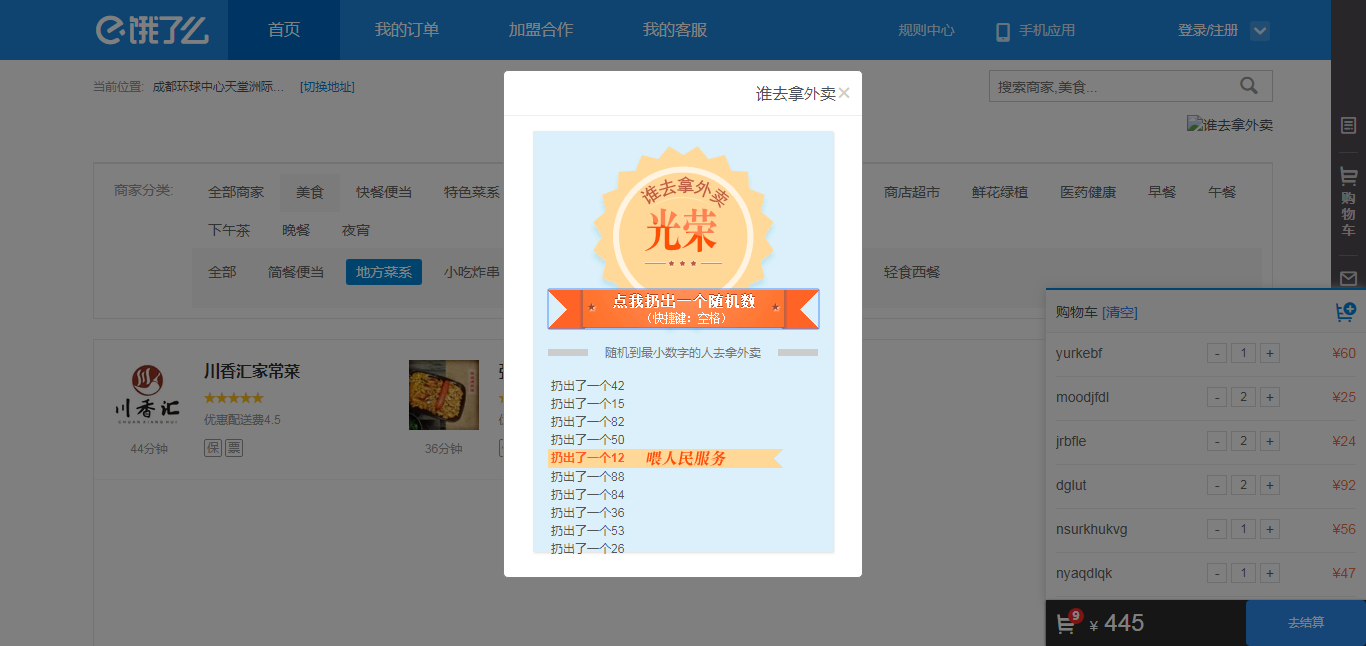 饿了么
首页
我的订单
加盟合作
我的客服
规则中心
手机应用
登录/注册
当前位置:
成都环球中心天堂洲际...
[切换地址]
搜索商家,美食...
谁去拿外卖
商家分类:
全部商家
美食
快餐便当
特色菜系
商店超市
鲜花绿植
医药健康
早餐
午餐
下午茶
晚餐
夜宵
全部
简餐便当
地方菜系
小吃炸串
轻食西餐
川香汇
CHUANXIANGHUI
44分钟
川香汇家常菜
★★★★★
优惠配送费4.5
保 票
36分钟
谁去拿外卖×
谁去拿外卖
光荣
★ ★ ★
★ 点我扔出一个随机数 ★
(快捷键：空格)
随机到最小数字的人去拿外卖
扔出了一个42
扔出了一个15
扔出了一个82
扔出了一个50
扔出了一个12 喂人民服务
扔出了一个88
扔出了一个84
扔出了一个36
扔出了一个53
扔出了一个26
购物车
购物车 [清空]
yurkebf - 1 + ¥60
moodjfdl - 2 + ¥25
jrbfle - 2 + ¥24
dglut - 2 + ¥92
nsurkhukvg - 1 + ¥56
nyaqdlqk - 1 + ¥47
9
¥ 445
去结算